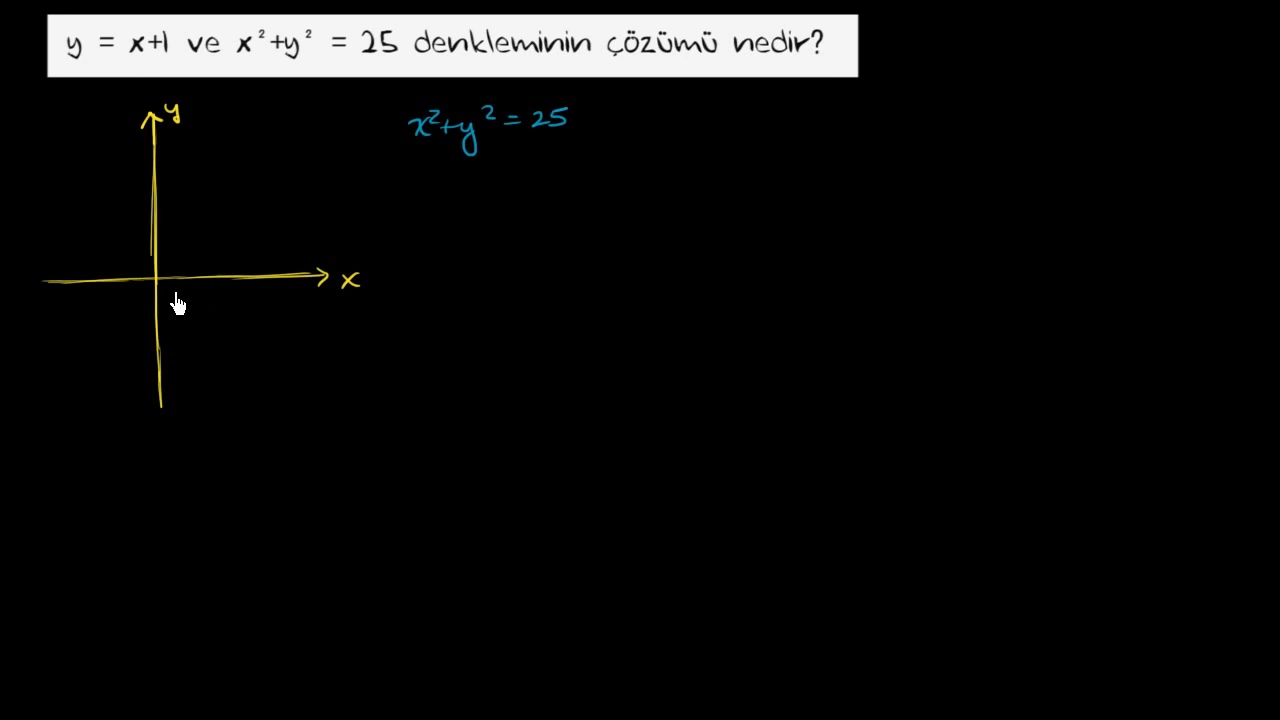 y = x+1 ve x²+y² = 25 denkleminin çözümü nedir?
y
x²+y² = 25
x